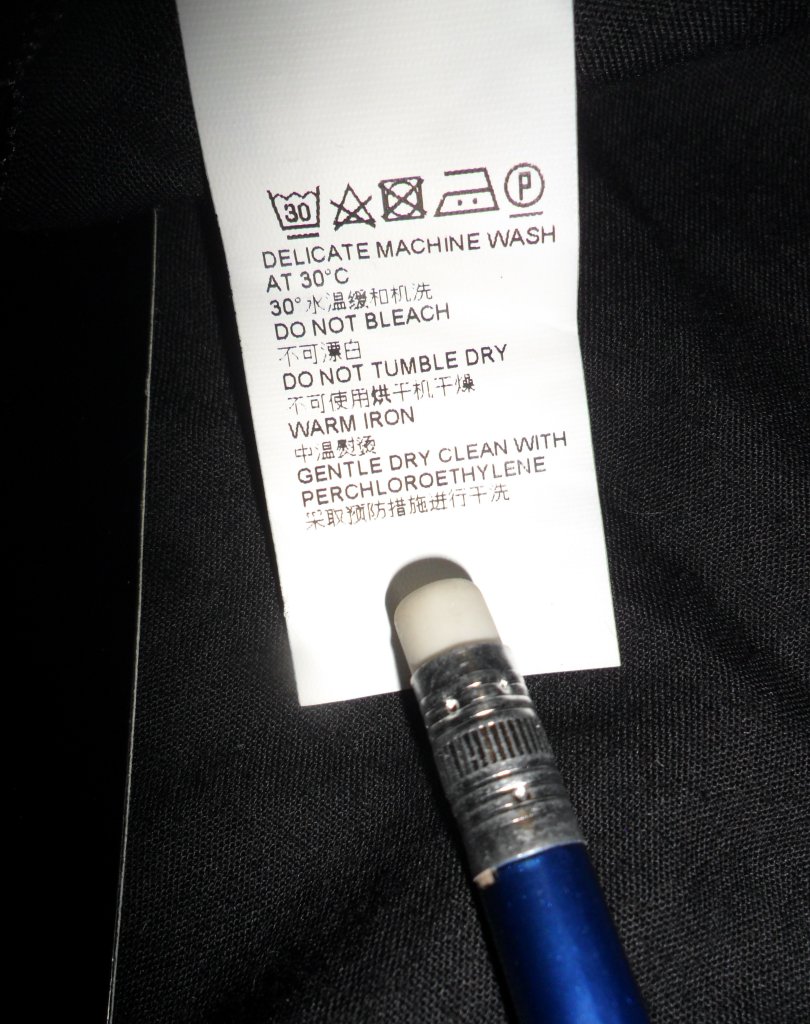 30 P
DELICATE MACHINE WASH
AT 30°C
30°水温缓和机洗
DO NOT BLEACH
不可漂白
DO NOT TUMBLE DRY
不可使用烘干机干燥
WARM IRON
中温熨烫
GENTLE DRY CLEAN WITH
PERCHLOROETHYLENE
采取预防措施进行干洗